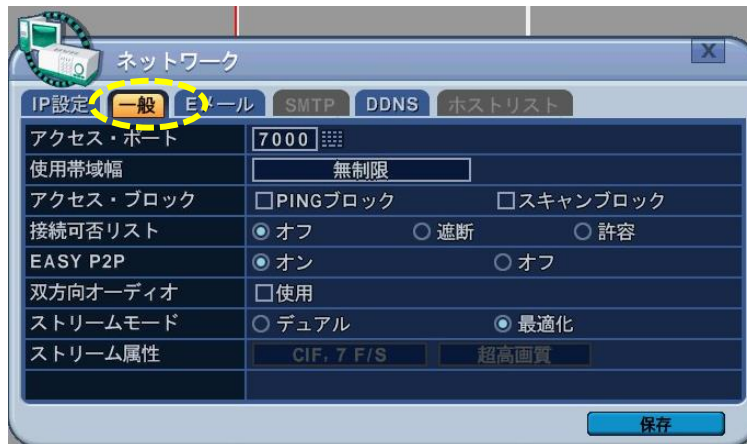 ネットワーク
X
IP設定 一般 Eメール SMTP DDNS ホストリスト
アクセス・ポート 7000
使用帯域幅 無制限
アクセス・ブロック PINGブロック スキャンブロック
接続可否リスト オフ 遮断 許容
EASY P2P オン オフ
双方向オーディオ 使用
ストリームモード デュアル 最適化
ストリーム属性 CIF, 7 F/S 超高画質
保存